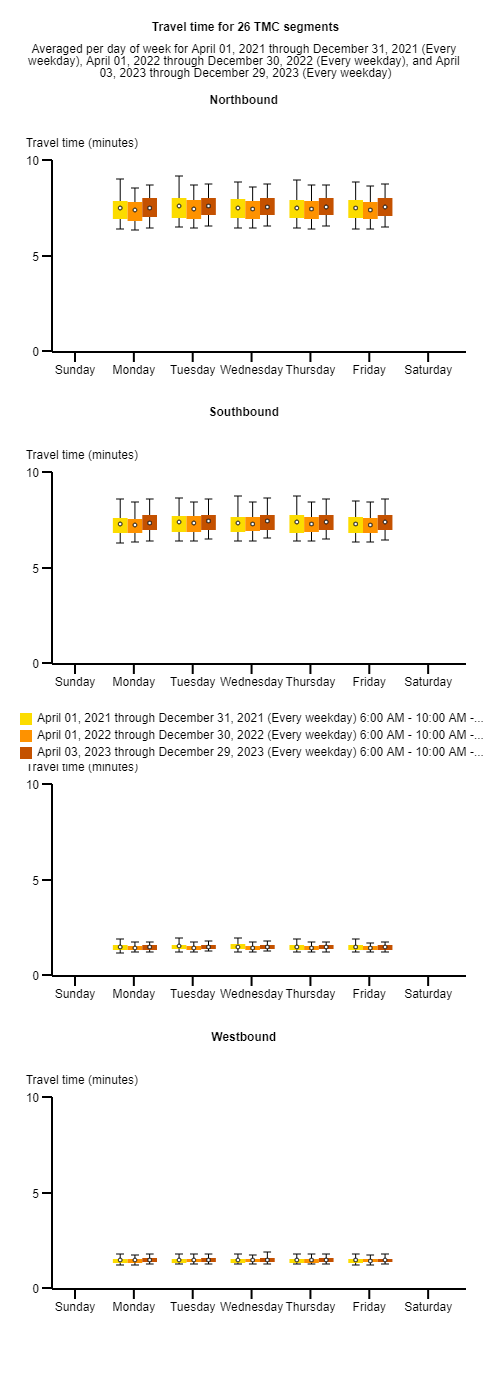 Travel time for 26 TMC segments
Averaged per day of week for April 01, 2021 through December 31, 2021 (Every
weekday), April 01, 2022 through December 30, 2022 (Every weekday), and April
03, 2023 through December 29, 2023 (Every weekday)
Northbound
Travel time (minutes)
10
5
0
Sunday Monday Tuesday Wednesday Thursday Friday Saturday
Southbound
Travel time (minutes)
10
5
0
Sunday Monday Tuesday Wednesday Thursday Friday Saturday
April 01, 2021 through December 31, 2021 (Every weekday) 6:00 AM - 10:00 AM -...
April 01, 2022 through December 30, 2022 (Every weekday) 6:00 AM - 10:00 AM -...
April 03, 2023 through December 29, 2023 (Every weekday) 6:00 AM - 10:00 AM -...
Travel time (minutes)
10
5
0
Sunday Monday Tuesday Wednesday Thursday Friday Saturday
Westbound
Travel time (minutes)
10
5
0
Sunday Monday Tuesday Wednesday Thursday Friday Saturday